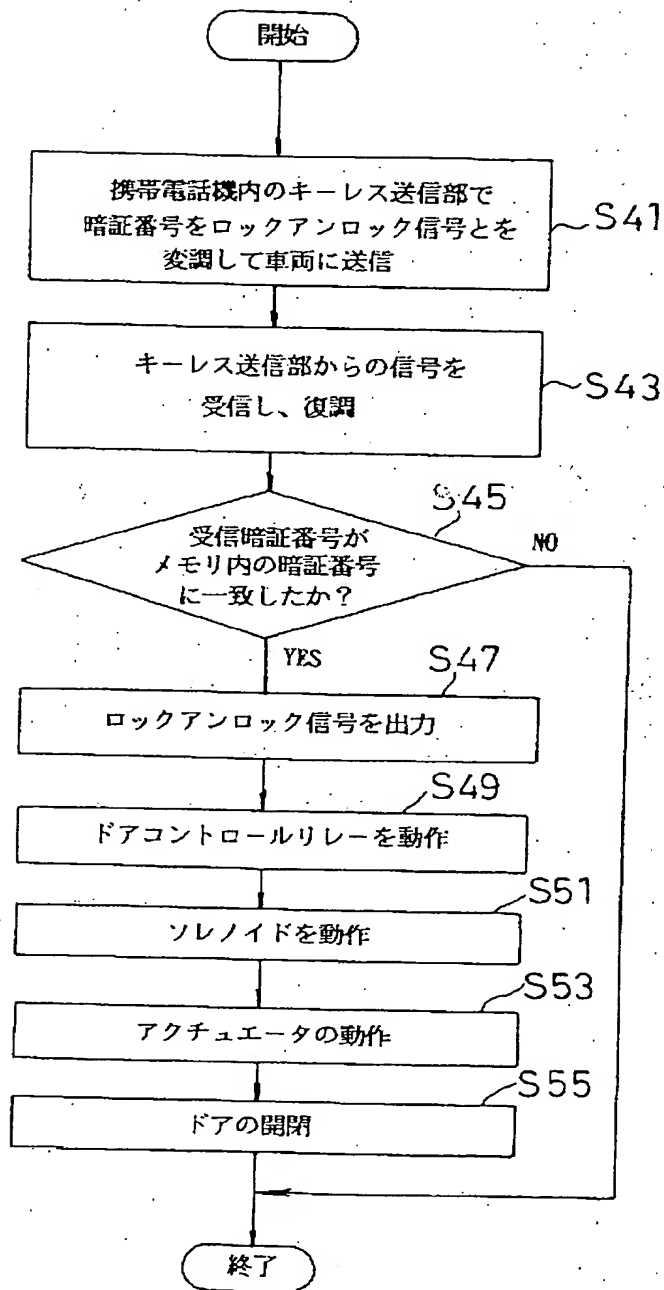 開始
携帯電話機内のキーレス送信部で
暗証番号をロックアンロック信号とを
変調して車両に送信
S41
キーレス送信部からの信号を
受信し、復調
S43
S45
受信暗証番号が
メモリ内の暗証番号
に一致したか？
NO
YES
S47
ロックアンロック信号を出力
S49
ドアコントロールリレーを動作
S51
ソレノイドを動作
S53
アクチュエータの動作
S55
ドアの開閉
終了